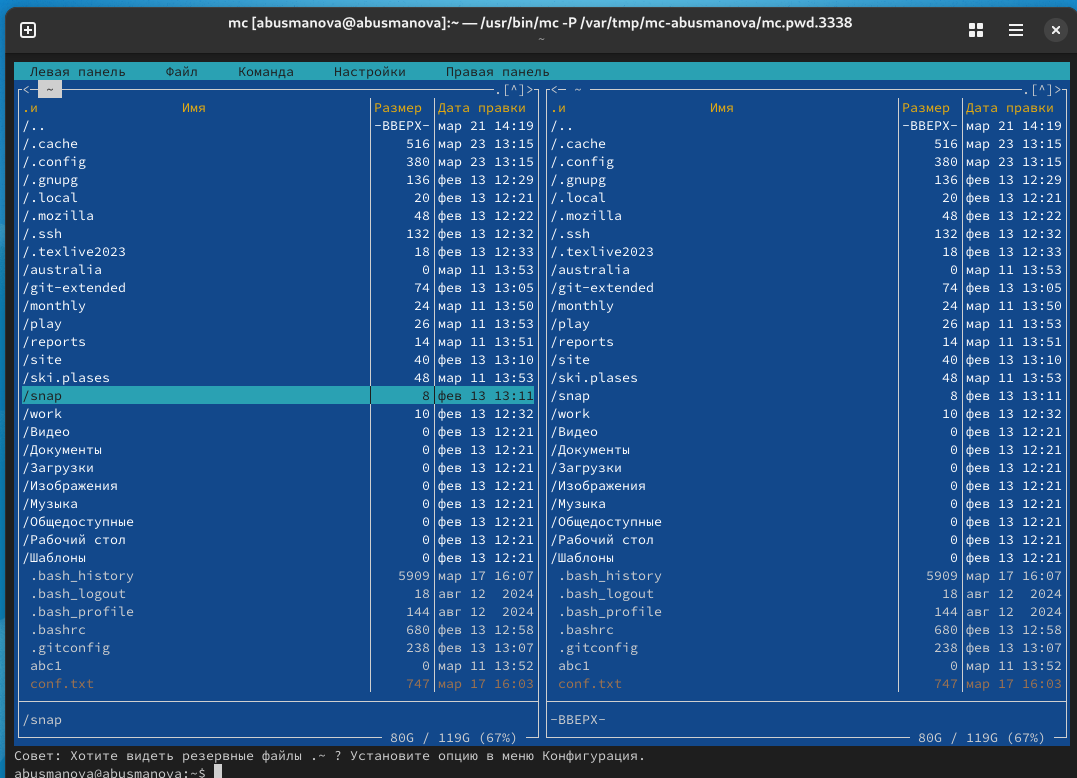 mc [abusmanova@abusmanova]:~ — /usr/bin/mc -P /var/tmp/mc-abusmanova/mc.pwd.3338
~
Левая панель Файл Команда Настройки Правая панель
<— ~ .[^]> <— ~ .[^]>
.и Имя Размер Дата правки .и Имя Размер Дата правки
/.. -ВВЕРХ- мар 21 14:19 /.. -ВВЕРХ- мар 21 14:19
/.cache 516 мар 23 13:15 /.cache 516 мар 23 13:15
/.config 380 мар 23 13:15 /.config 380 мар 23 13:15
/.gnupg 136 фев 13 12:29 /.gnupg 136 фев 13 12:29
/.local 20 фев 13 12:21 /.local 20 фев 13 12:21
/.mozilla 48 фев 13 12:22 /.mozilla 48 фев 13 12:22
/.ssh 132 фев 13 12:32 /.ssh 132 фев 13 12:32
/.texlive2023 18 фев 13 12:33 /.texlive2023 18 фев 13 12:33
/australia 0 мар 11 13:53 /australia 0 мар 11 13:53
/git-extended 74 фев 13 13:05 /git-extended 74 фев 13 13:05
/monthly 24 мар 11 13:50 /monthly 24 мар 11 13:50
/play 26 мар 11 13:53 /play 26 мар 11 13:53
/reports 14 мар 11 13:51 /reports 14 мар 11 13:51
/site 40 фев 13 13:10 /site 40 фев 13 13:10
/ski.plases 48 мар 11 13:53 /ski.plases 48 мар 11 13:53
/snap 8 фев 13 13:11 /snap 8 фев 13 13:11
/work 10 фев 13 12:32 /work 10 фев 13 12:32
/Видео 0 фев 13 12:21 /Видео 0 фев 13 12:21
/Документы 0 фев 13 12:21 /Документы 0 фев 13 12:21
/Загрузки 0 фев 13 12:21 /Загрузки 0 фев 13 12:21
/Изображения 0 фев 13 12:21 /Изображения 0 фев 13 12:21
/Музыка 0 фев 13 12:21 /Музыка 0 фев 13 12:21
/Общедоступные 0 фев 13 12:21 /Общедоступные 0 фев 13 12:21
/Рабочий стол 0 фев 13 12:21 /Рабочий стол 0 фев 13 12:21
/Шаблоны 0 фев 13 12:21 /Шаблоны 0 фев 13 12:21
.bash_history 5909 мар 17 16:07 .bash_history 5909 мар 17 16:07
.bash_logout 18 авг 12 2024 .bash_logout 18 авг 12 2024
.bash_profile 144 авг 12 2024 .bash_profile 144 авг 12 2024
.bashrc 680 фев 13 12:58 .bashrc 680 фев 13 12:58
.gitconfig 238 фев 13 13:07 .gitconfig 238 фев 13 13:07
abc1 0 мар 11 13:52 abc1 0 мар 11 13:52
conf.txt 747 мар 17 16:03 conf.txt 747 мар 17 16:03
/snap -ВВЕРХ-
80G / 119G (67%) 80G / 119G (67%)
Совет: Хотите видеть резервные файлы .~ ? Установите опцию в меню Конфигурация.
abusmanova@abusmanova:~$